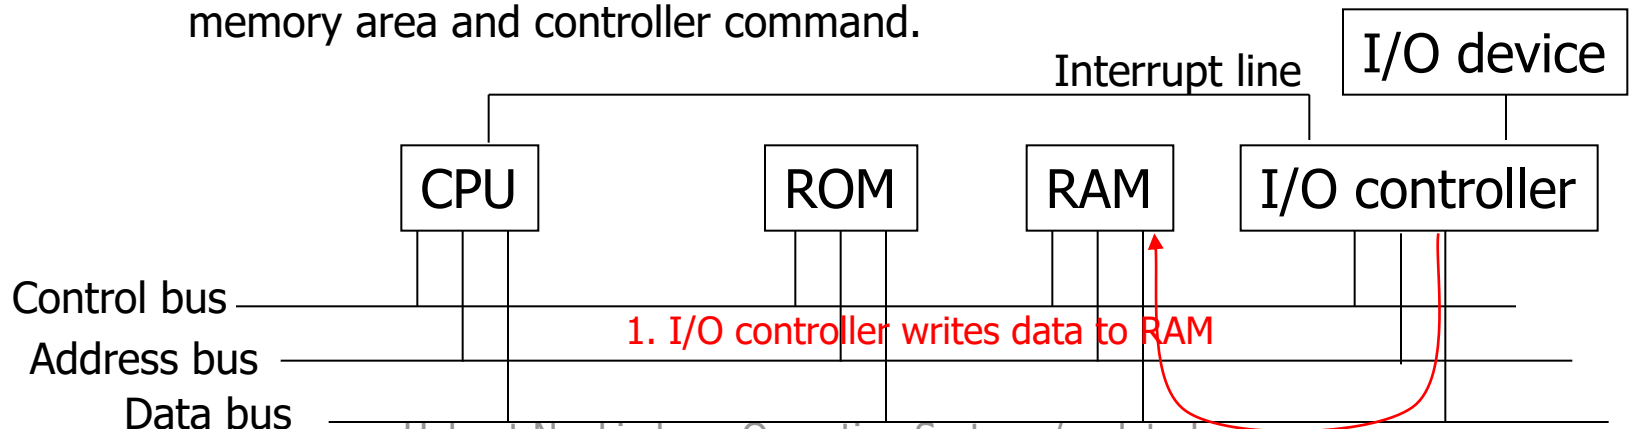 memory area and controller command.
I/O device
Interrupt line
CPU
ROM
RAM
I/O controller
Control bus
1. I/O controller writes data to RAM
Address bus
Data bus